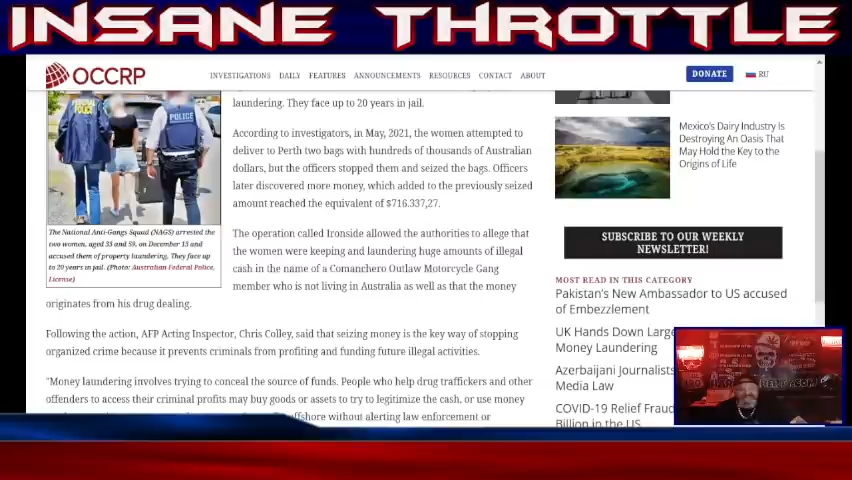 INSANE THROTTLE
OCCRP
INVESTIGATIONS DAILY FEATURES ANNOUNCEMENTS RESOURCES CONTACT ABOUT
DONATE
RU
laundering. They face up to 20 years in jail.
According to investigators, in May, 2021, the women attempted to
deliver to Perth two bags with hundreds of thousands of Australian
dollars, but the officers stopped them and seized the bags. Officers
later discovered more money, which added to the previously seized
amount reached the equivalent of $716.337,27.
POLICE
The National Anti-Gangs Squad (NAGS) arrested the
two women, aged 33 and 59, on December 13 and
accused them of property laundering. They face up
to 20 years in jail. (Photo: Australian Federal Police,
License)
The operation called Ironside allowed the authorities to allege that
the women were keeping and laundering huge amounts of illegal
cash in the name of a Comanchero Outlaw Motorcycle Gang
member who is not living in Australia as well as that the money
originates from his drug dealing.
Following the action, AFP Acting Inspector, Chris Colley, said that seizing money is the key way of stopping
organized crime because it prevents criminals from profiting and funding future illegal activities.
"Money laundering involves trying to conceal the source of funds. People who help drug traffickers and other
offenders to access their criminal profits may buy goods or assets to try to legitimize the cash, or use money
offshore without alerting law enforcement or
Mexico's Dairy Industry Is
Destroying An Oasis That
May Hold the Key to the
Origins of Life
SUBSCRIBE TO OUR WEEKLY
NEWSLETTER!
MOST READ IN THIS CATEGORY
Pakistan's New Ambassador to US accused
of Embezzlement
UK Hands Down
Money Laundering
Azerbaijani Journalists
Media Law
COVID-19 Relief
Billion in the US